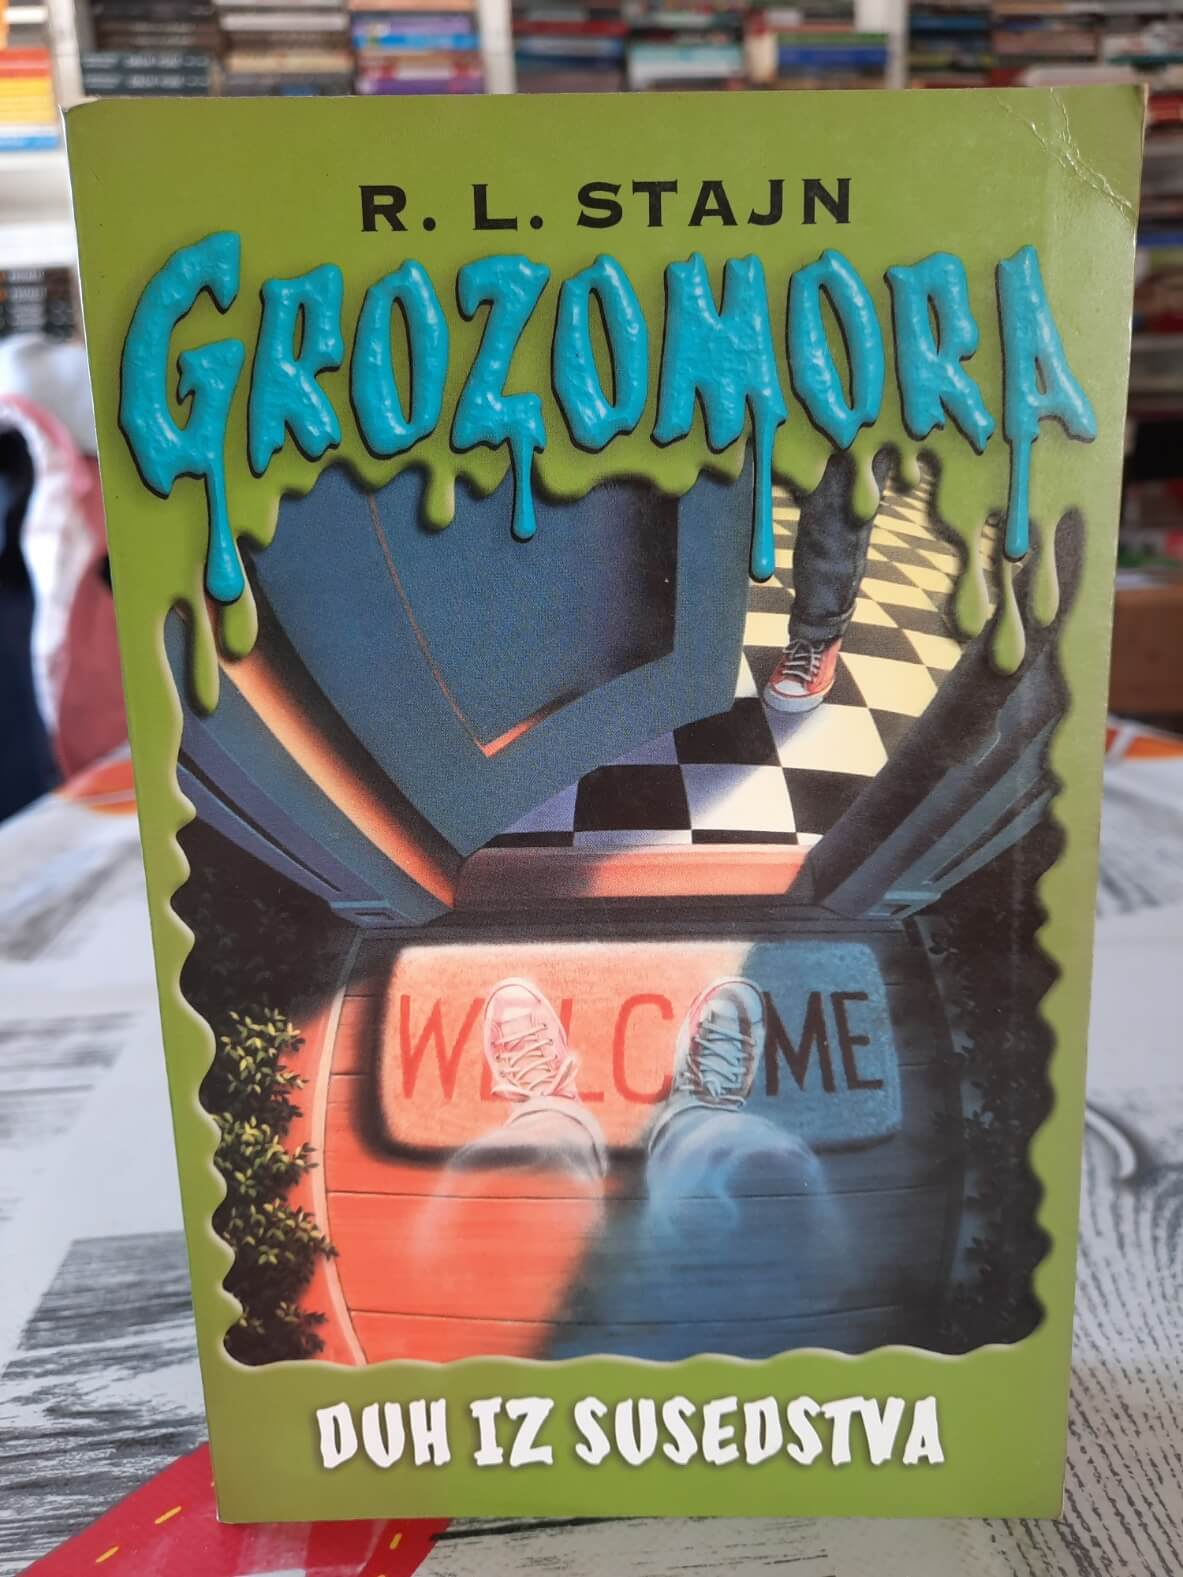 R. L. STAJN
GROZOMORA
WELCOME
DUH IZ SUSEDSTVA